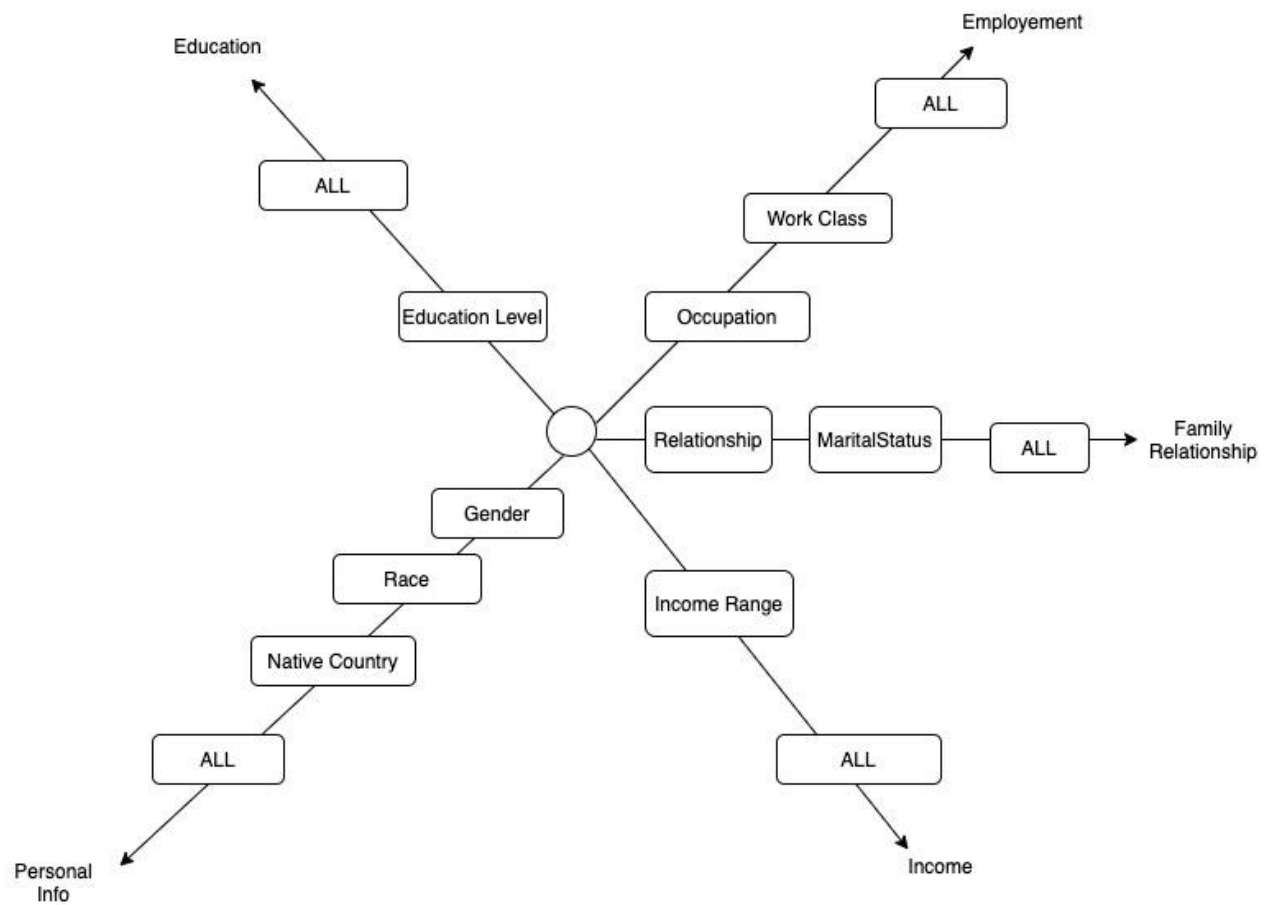 Employement
Education
ALL
ALL
Work Class
Education Level
Occupation
Relationship
MaritalStatus
ALL
Family
Relationship
Gender
Race
Income Range
Native Country
ALL
ALL
Personal
Info
Income